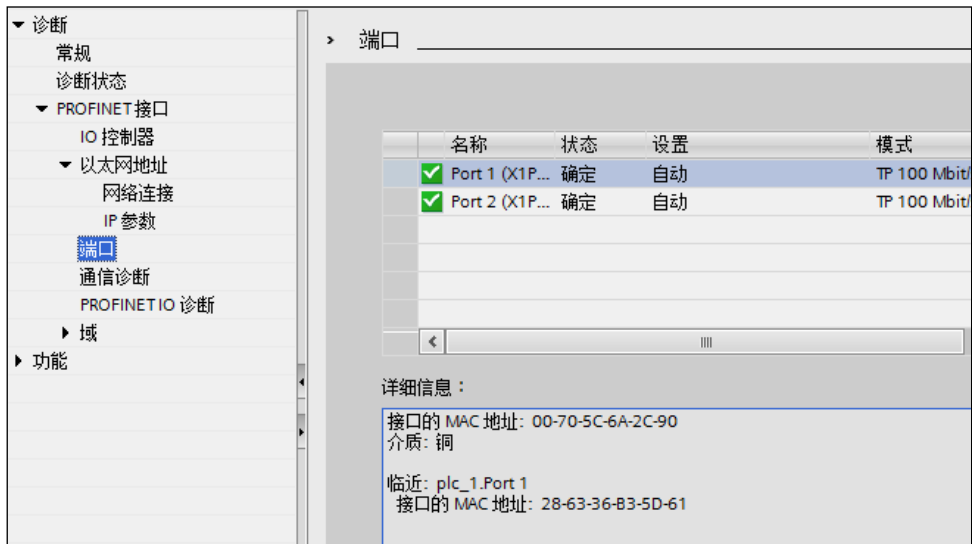 诊断
常规
诊断状态
PROFINET接口
IO 控制器
以太网地址
网络连接
IP 参数
端口
通信诊断
PROFINET IO 诊断
域
功能
端口
名称 状态 设置 模式
Port 1 (X1P... 确定 自动 TP 100 Mbit/
Port 2 (X1P... 确定 自动 TP 100 Mbit/
详细信息：
接口的 MAC 地址: 00-70-5C-6A-2C-90
介质: 铜
临近: plc_1.Port 1
接口的 MAC 地址: 28-63-36-B3-5D-61